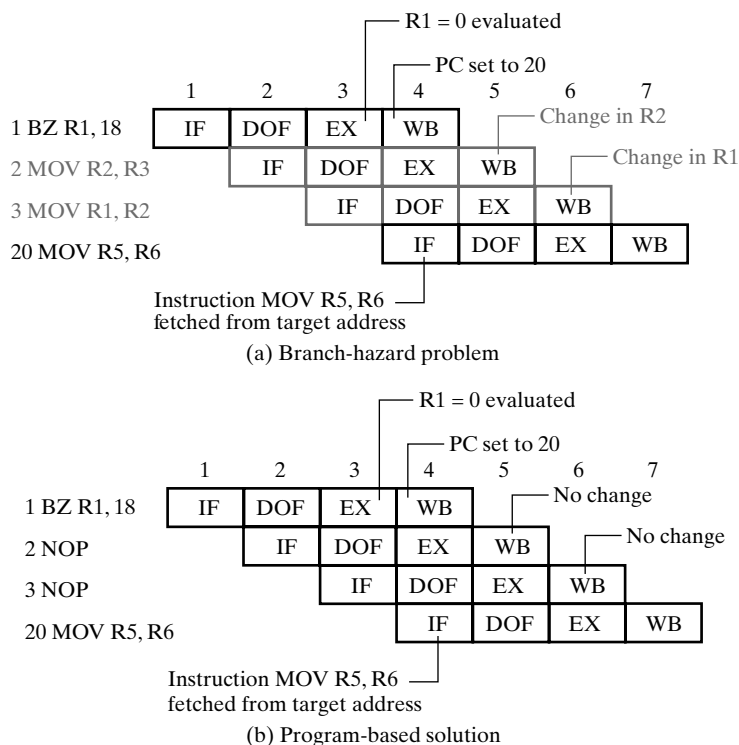 R1 = 0 evaluated
PC set to 20
1 2 3 4 5 6 7
Change in R2
1 BZ R1, 18 IF DOF EX WB
Change in R1
2 MOV R2, R3 IF DOF EX WB
3 MOV R1, R2 IF DOF EX WB
20 MOV R5, R6 IF DOF EX WB
Instruction MOV R5, R6
fetched from target address
(a) Branch-hazard problem
R1 = 0 evaluated
PC set to 20
1 2 3 4 5 6 7
No change
1 BZ R1, 18 IF DOF EX WB
No change
2 NOP IF DOF EX WB
3 NOP IF DOF EX WB
20 MOV R5, R6 IF DOF EX WB
Instruction MOV R5, R6
fetched from target address
(b) Program-based solution